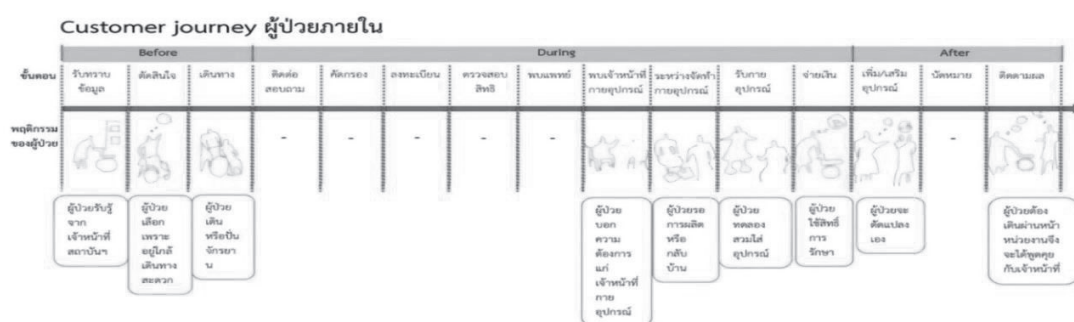 Customer journey ผู้ป่วยภายใน
Before During After
ขั้นตอน รับทราบ ตัดสินใจ เดินทาง ติดต่อ คัดกรอง ลงทะเบียน ตรวจสอบ พบแพทย์ พบเจ้าหน้าที่ ระหว่างจัดทำ รับกาย จ่ายเงิน เพิ่ม/เสริม นัดหมาย ติดตามผล
ข้อมูล สอบถาม สิทธิ กายอุปกรณ์ กายอุปกรณ์ อุปกรณ์ อุปกรณ์
พฤติกรรม
ของผู้ป่วย
- - - - - -
ผู้ป่วยรับรู้
จาก
เจ้าหน้าที่
สถาบันฯ
ผู้ป่วย
เลือก
เพราะ
อยู่ใกล้
เดินทาง
สะดวก
ผู้ป่วย
เดิน
หรือปั่น
จักรยา
น
ผู้ป่วย
บอก
ความ
ต้องการ
แก่
เจ้าหน้าที่
กาย
อุปกรณ์
ผู้ป่วยรอ
การผลิต
หรือ
กลับ
บ้าน
ผู้ป่วย
ทดลอง
สวมใส่
อุปกรณ์
ผู้ป่วย
ใช้สิทธิ์
การ
รักษา
ผู้ป่วยจะ
ดัดแปลง
เอง
ผู้ป่วยต้อง
เดินผ่านหน้า
หน่วยงานจึง
จะได้พูดคุย
กับเจ้าหน้าที่